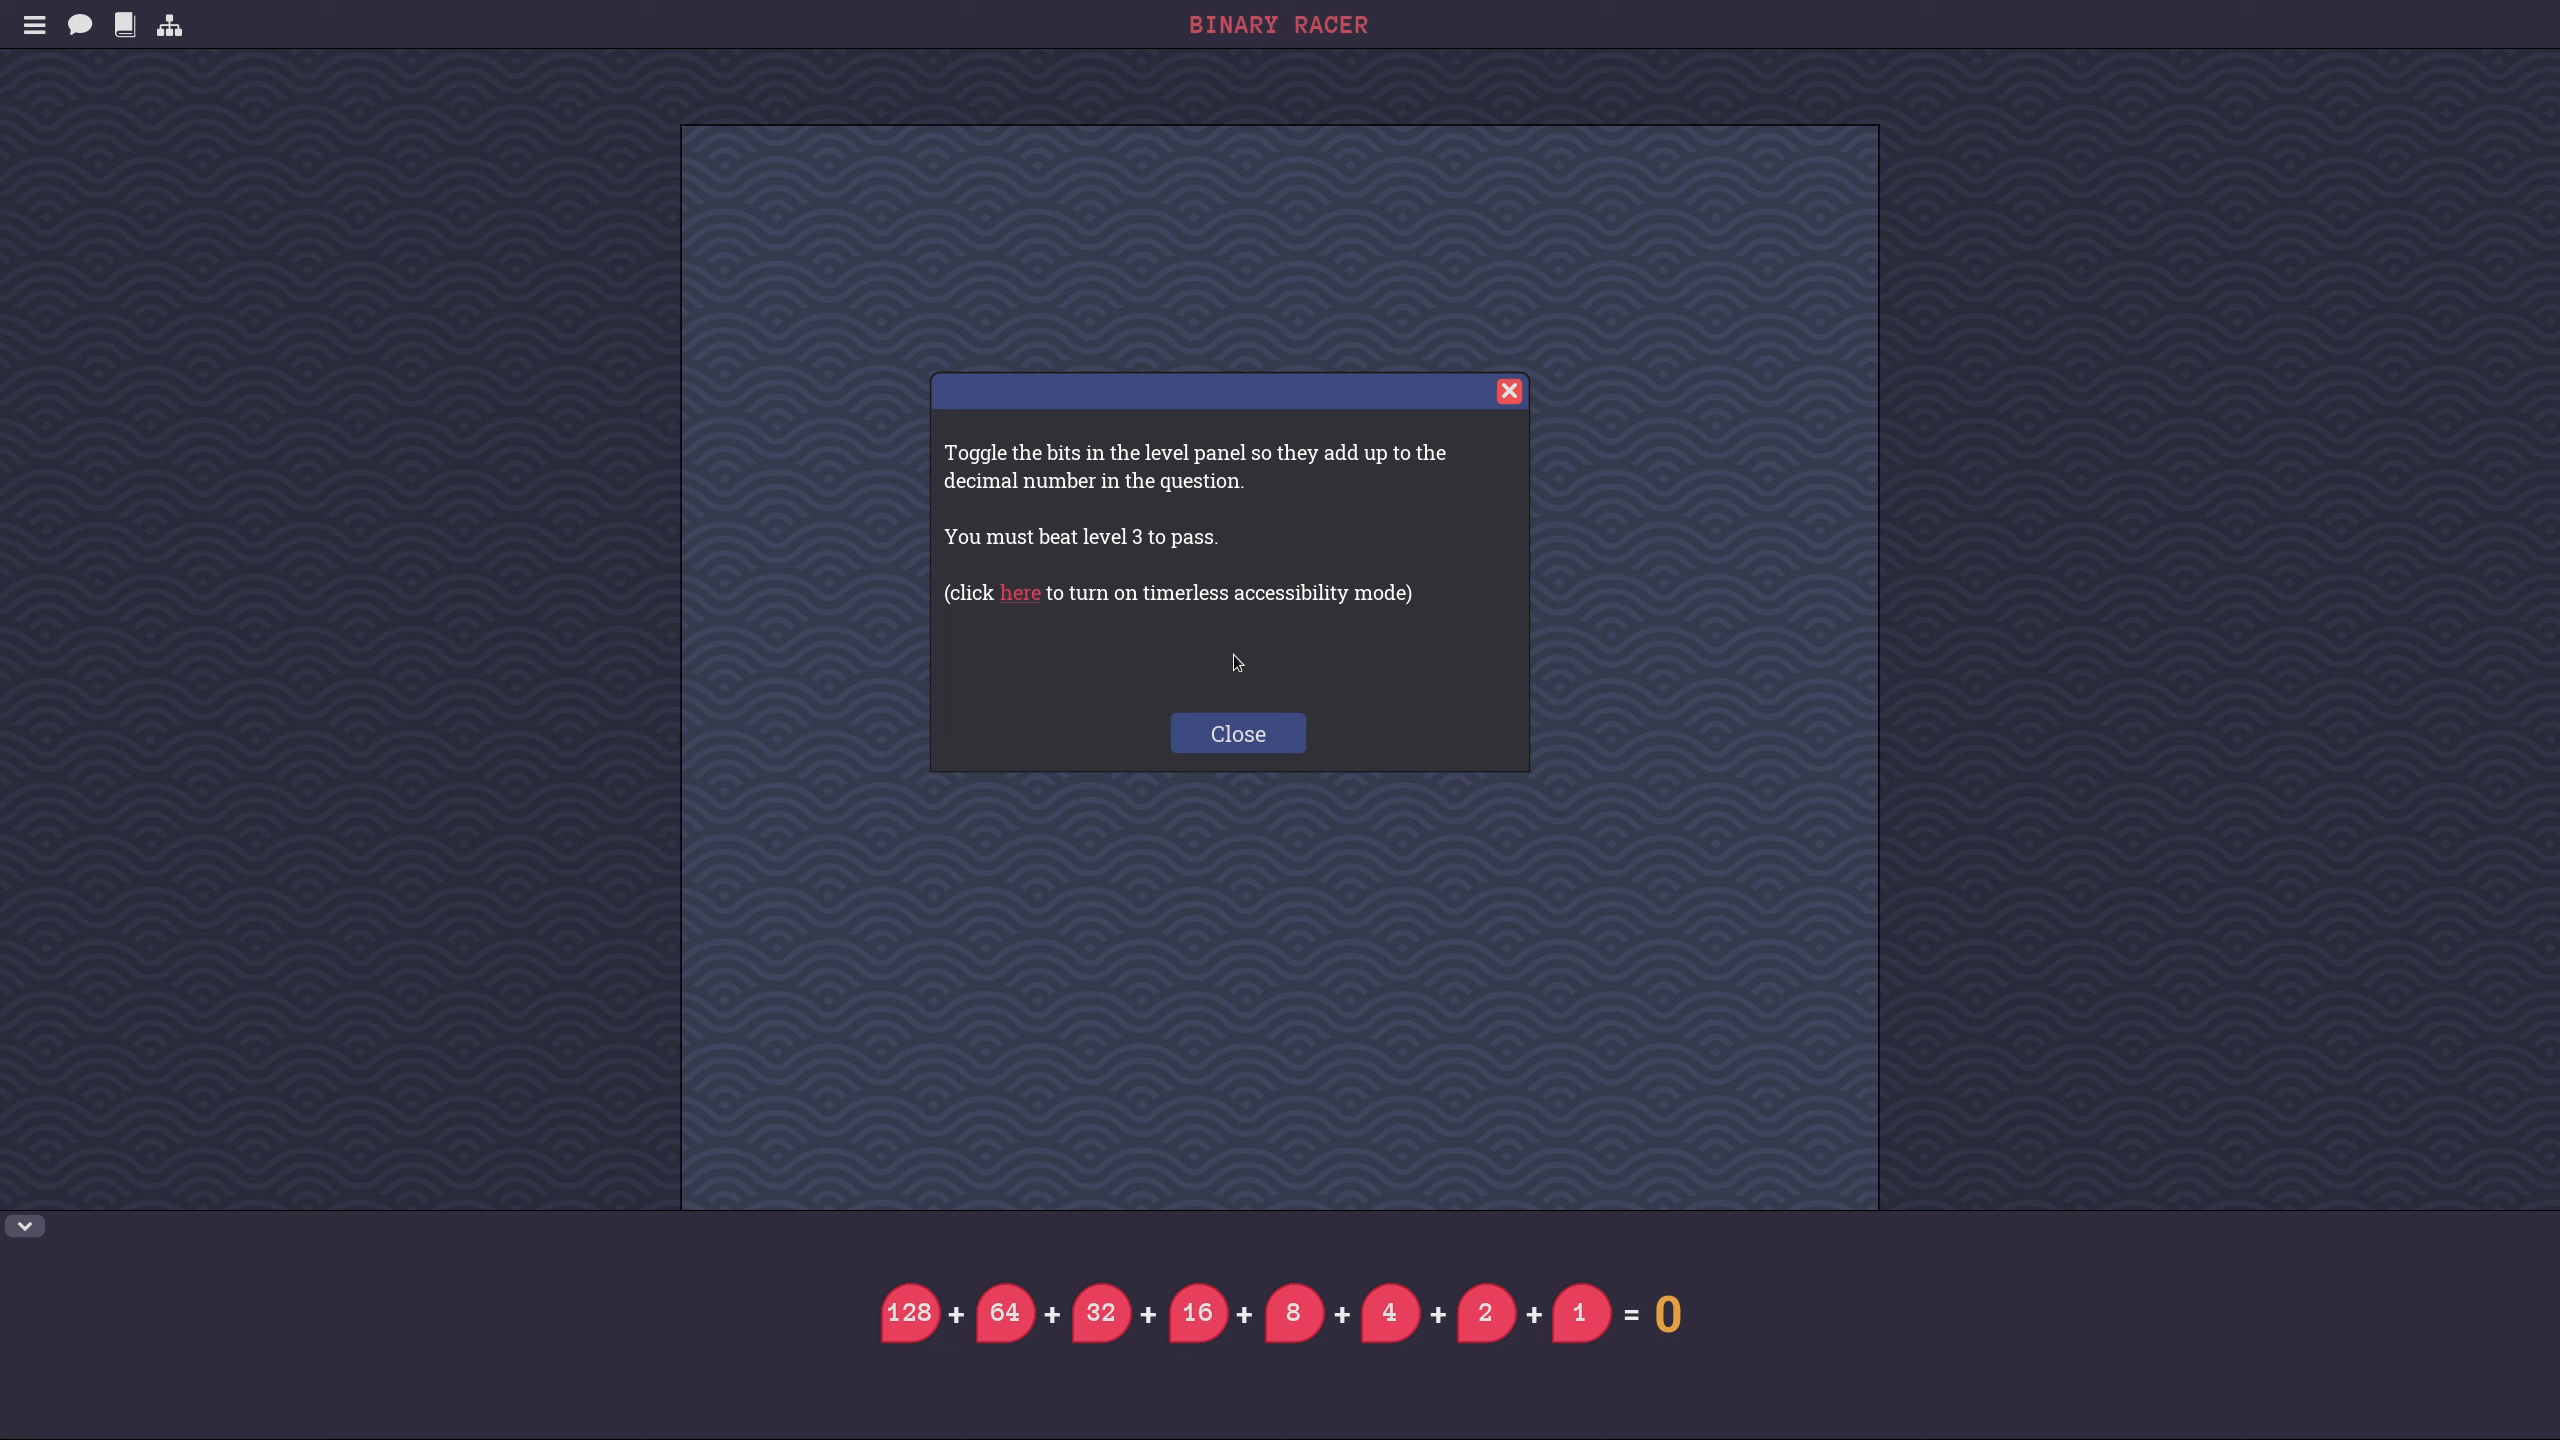 BINARY RACER
Toggle the bits in the level panel so they add up to the
decimal number in the question.
You must beat level 3 to pass.
(click here to turn on timerless accessibility mode)
Close
128 + 64 + 32 + 16 + 8 + 4 + 2 + 1 = 0